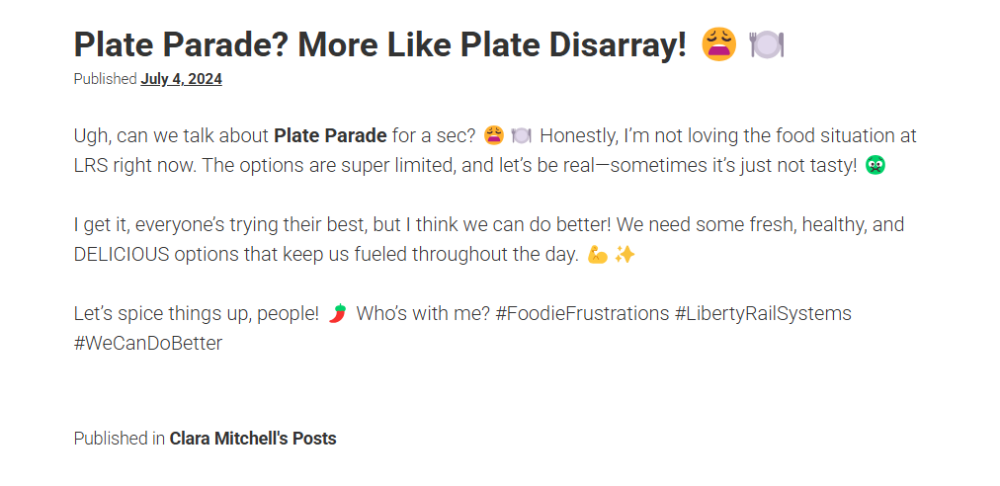 Plate Parade? More Like Plate Disarray! 😩 🍽️
Published July 4, 2024
Ugh, can we talk about Plate Parade for a sec? 😩 🍽️ Honestly, I’m not loving the food situation at
LRS right now. The options are super limited, and let’s be real—sometimes it’s just not tasty! 🤢
I get it, everyone’s trying their best, but I think we can do better! We need some fresh, healthy, and
DELICIOUS options that keep us fueled throughout the day. 💪 ✨
Let’s spice things up, people! 🌶️ Who’s with me? #FoodieFrustrations #LibertyRailSystems
#WeCanDoBetter
Published in Clara Mitchell's Posts